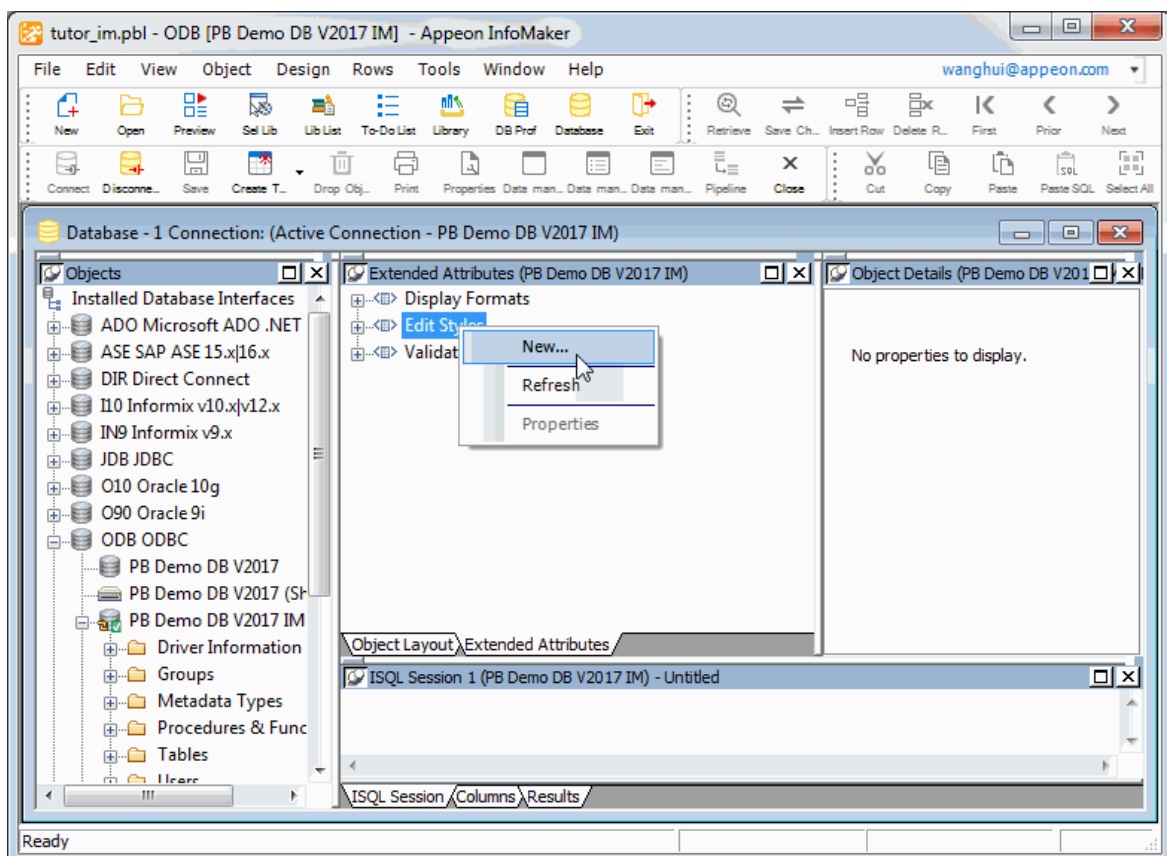 tutor_im.pbl - ODB [PB Demo DB V2017 IM] - Appeon InfoMaker
File Edit View Object Design Rows Tools Window Help wanghui@appeon.com
New Open Preview Sel Lib Lib List To-Do List Library DB Prof Database Exit Retrieve Save Ch... Insert Row Delete R... First Prior Next
Connect Disconne... Save Create T... Drop Obj... Print Properties Data man... Data man... Data man... Pipeline Close Cut Copy Paste Paste SQL Select All
Database - 1 Connection: (Active Connection - PB Demo DB V2017 IM)
Objects
Installed Database Interfaces
ADO Microsoft ADO .NET
ASE SAP ASE 15.x|16.x
DIR Direct Connect
I10 Informix v10.x|v12.x
IN9 Informix v9.x
JDB JDBC
O10 Oracle 10g
O90 Oracle 9i
ODB ODBC
PB Demo DB V2017
PB Demo DB V2017 (Sh
PB Demo DB V2017 IM
Driver Information
Groups
Metadata Types
Procedures & Func
Tables
Users
Extended Attributes (PB Demo DB V2017 IM)
Display Formats
Edit Styles
Validat
New...
Refresh
Properties
Object Layout Extended Attributes
Object Details (PB Demo DB V201
No properties to display.
ISQL Session 1 (PB Demo DB V2017 IM) - Untitled
ISQL Session Columns Results
Ready